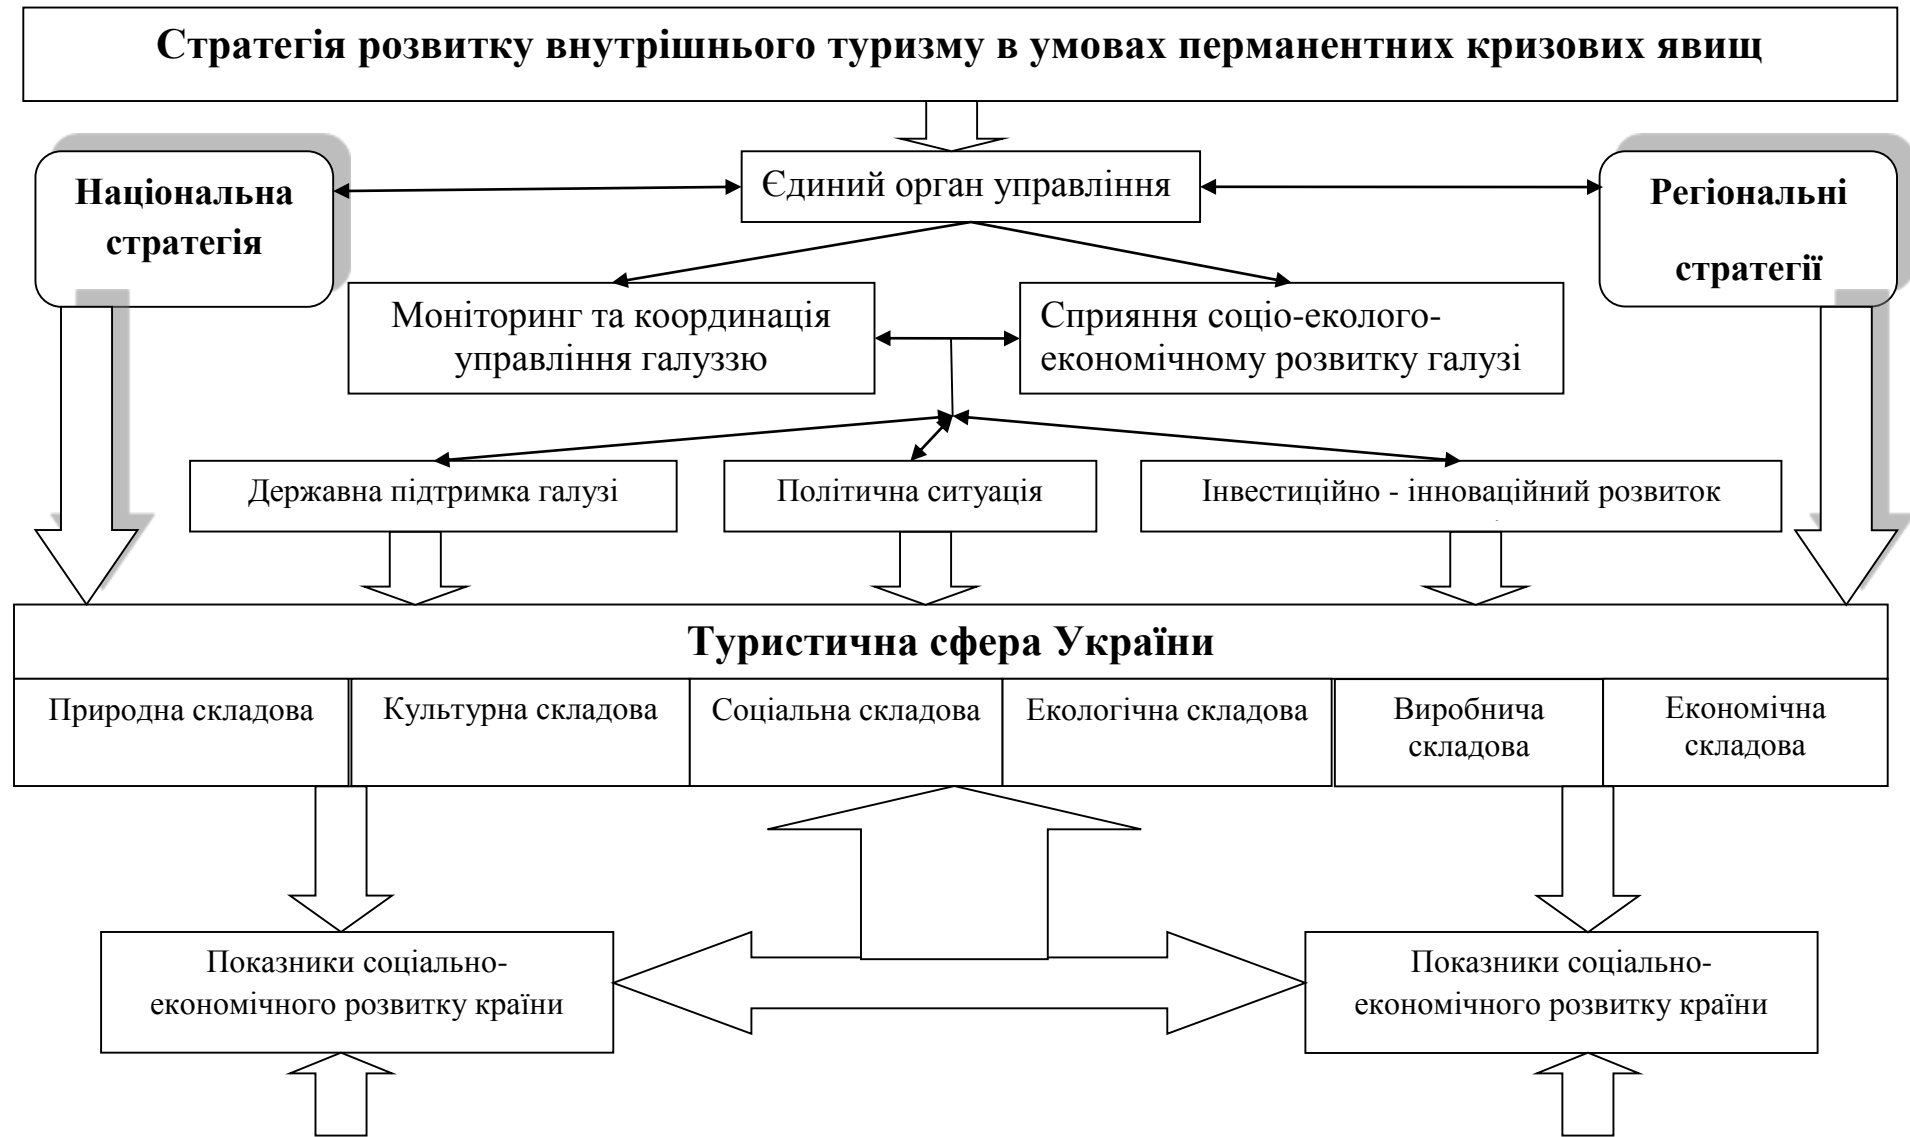 Стратегія розвитку внутрішнього туризму в умовах перманентних кризових явищ
Національна
стратегія
Єдиний орган управління
Регіональні
стратегії
Моніторинг та координація
управління галуззю
Сприяння соціо-еколого-
економічному розвитку галузі
Державна підтримка галузі
Політична ситуація
Інвестиційно - інноваційний розвиток
Туристична сфера України
Природна складова
Культурна складова
Соціальна складова
Екологічна складова
Виробнича
складова
Економічна
складова
Показники соціально-
економічного розвитку країни
Показники соціально-
економічного розвитку країни